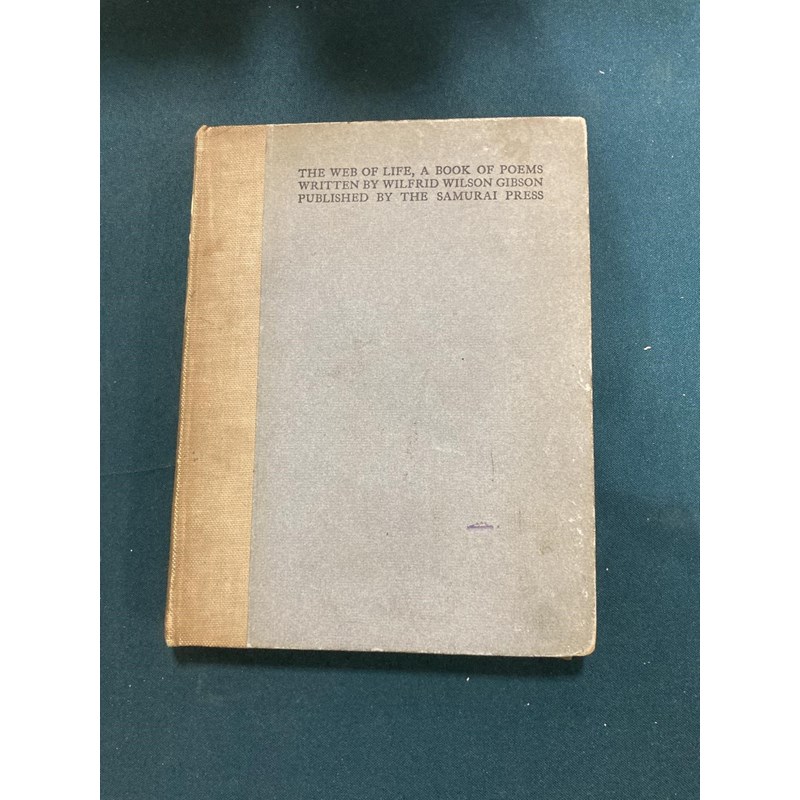 THE WEB OF LIFE, A BOOK OF POEMS
WRITTEN BY WILFRID WILSON GIBSON
PUBLISHED BY THE SAMURAI PRESS